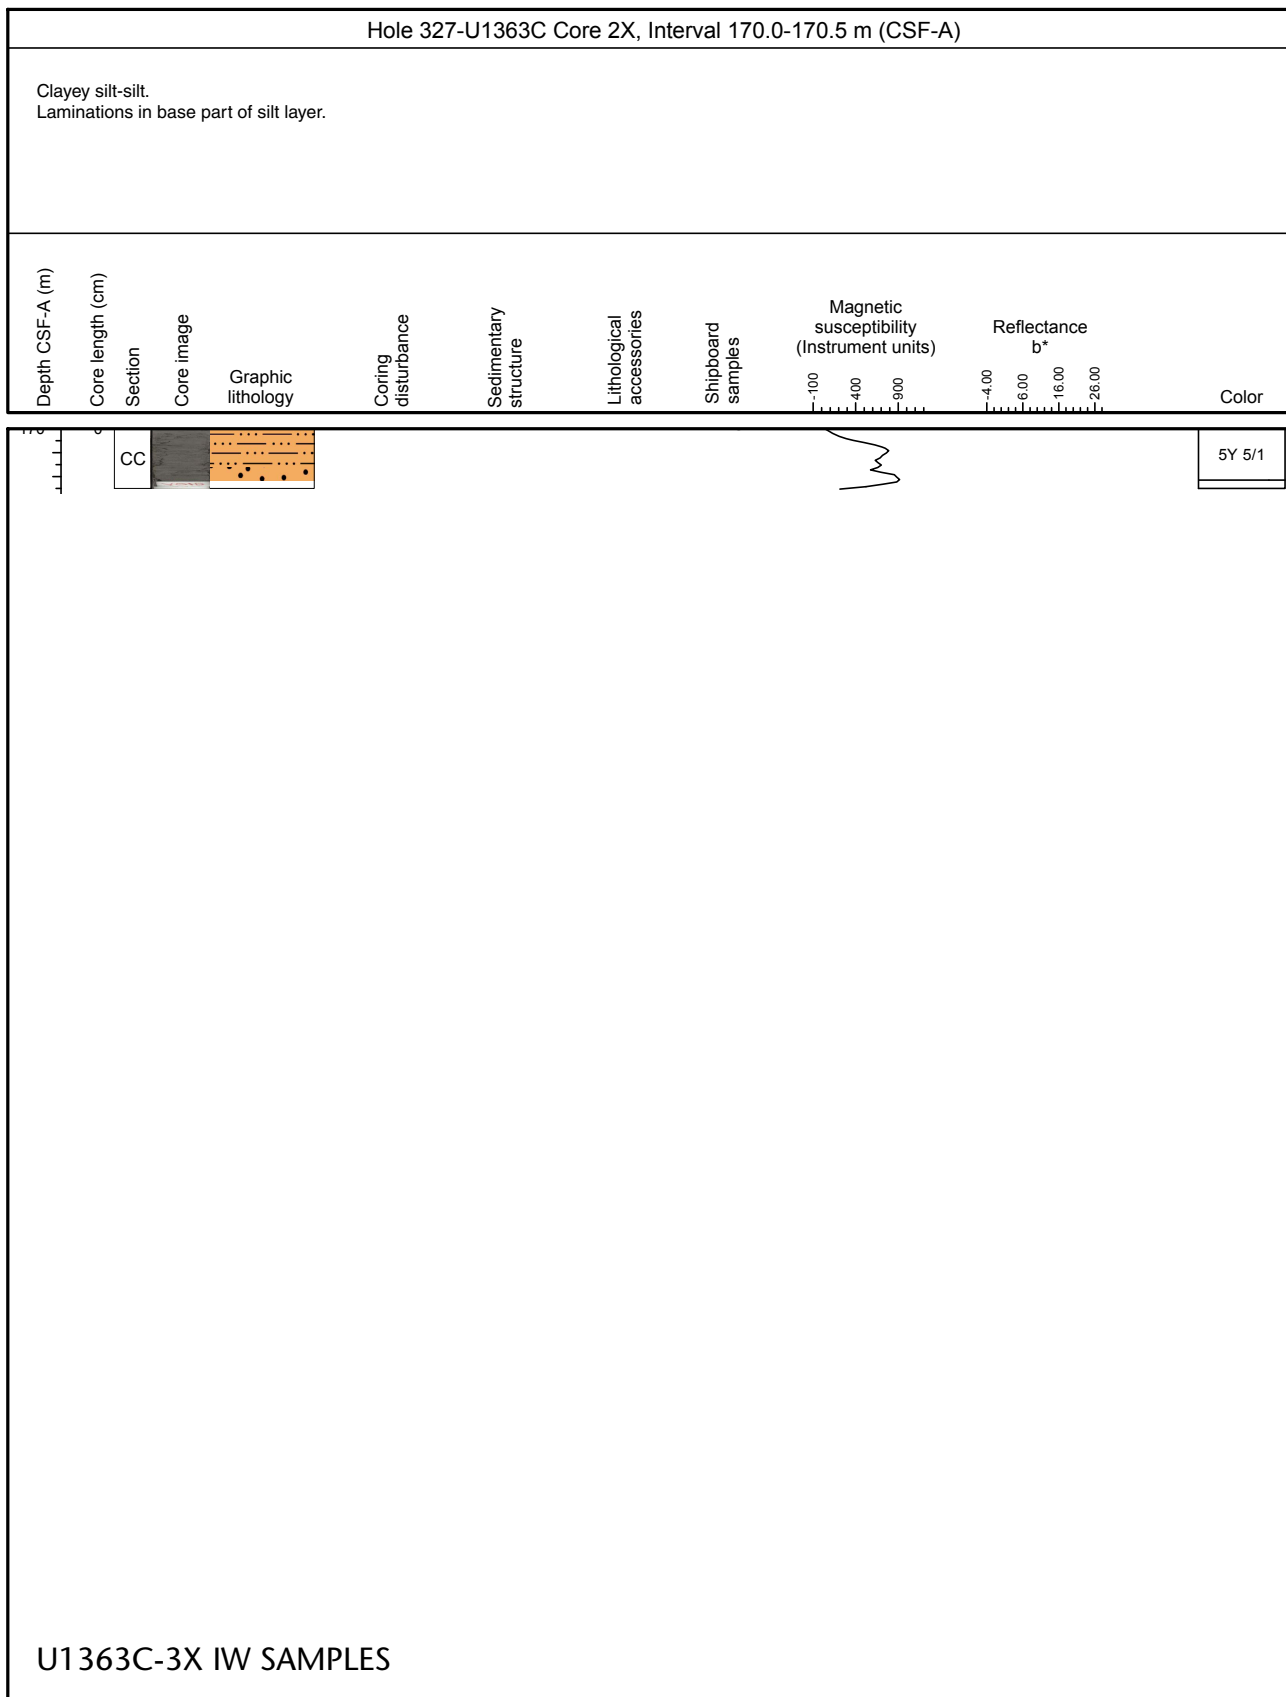 Hole 327-U1363C Core 2X, Interval 170.0-170.5 m (CSF-A)
Clayey silt-silt.
Laminations in base part of silt layer.
Depth CSF-A (m)
Core length (cm)
Section
Core image
Graphic
lithology
Coring
disturbance
Sedimentary
structure
Lithological
accessories
Shipboard
samples
Magnetic
susceptibility
(Instrument units)
-100
400
900
Reflectance
b*
-4.00
6.00
16.00
26.00
Color
CC
5Y 5/1
U1363C-3X IW SAMPLES